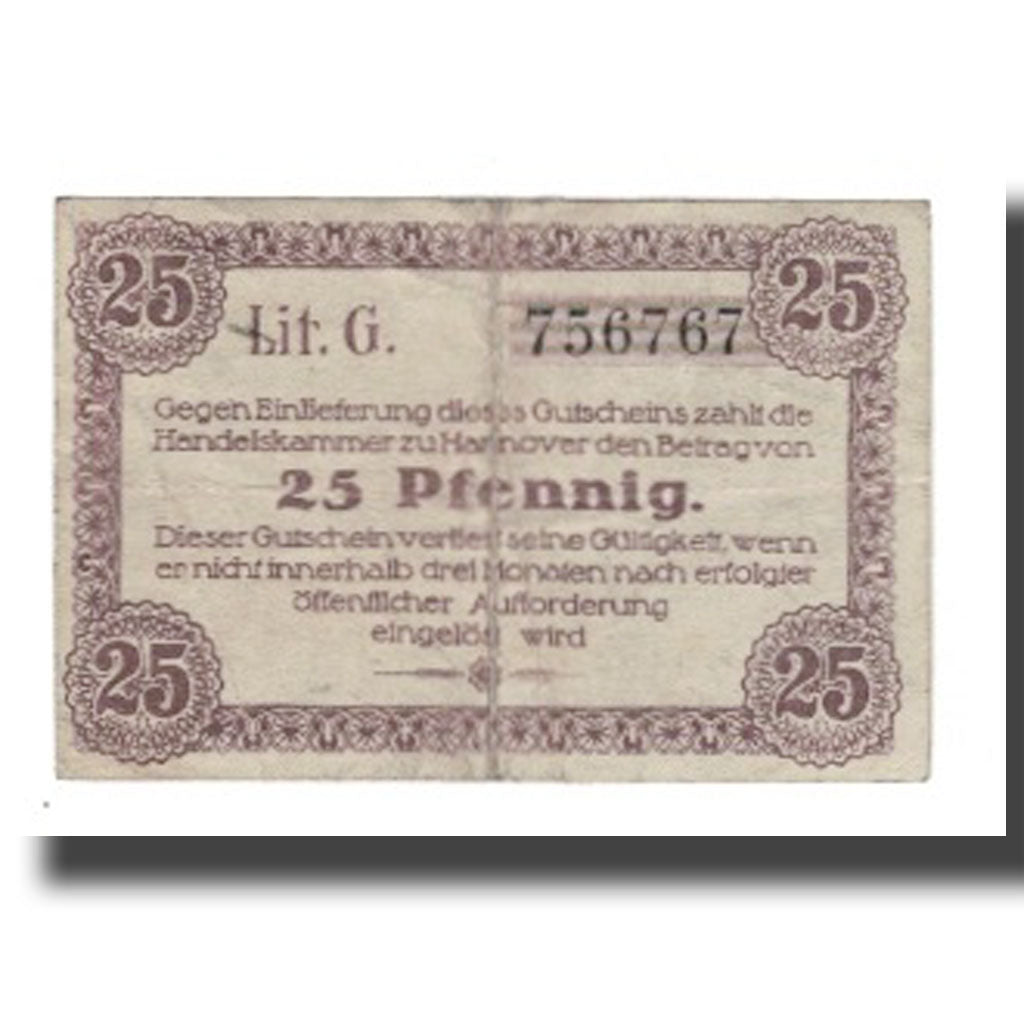 25 25
Lit. G. 756767
Gegen Einlieferung dieses Gutscheins zahlt die
Handelskammer zu Hannover den Betrag von
25 Pfennig.
Dieser Gutschein verliert seine Gültigkeit, wenn
er nicht innerhalb drei Monaten nach erfolgter
öffentlicher Aufforderung
eingelöst wird
25 25